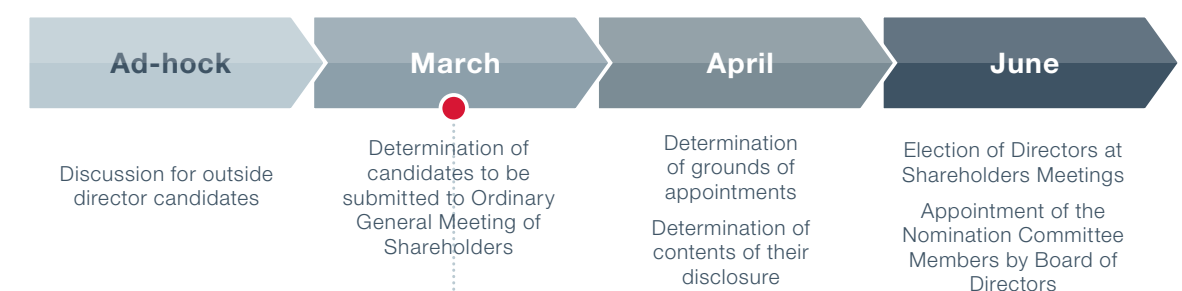 Ad-hock
March
April
June
Discussion for outside
director candidates
Determination of
candidates to be
submitted to Ordinary
General Meeting of
Shareholders
Determination
of grounds of
appointments
Determination of
contents of their
disclosure
Election of Directors at
Shareholders Meetings
Appointment of the
Nomination Committee
Members by Board of
Directors